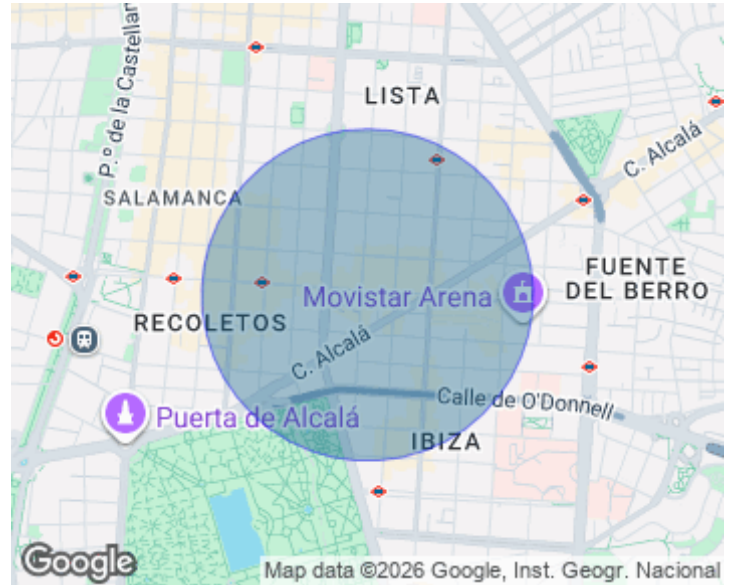 LISTA
P.º de la Castellan
C. Alcalá
SALAMANCA
FUENTE
DEL BERRO
Movistar Arena
RECOLETOS
C. Alcalá
Calle de O'Donnell
Puerta de Alcalá
IBIZA
Google
Map data ©2026 Google, Inst. Geogr. Nacional